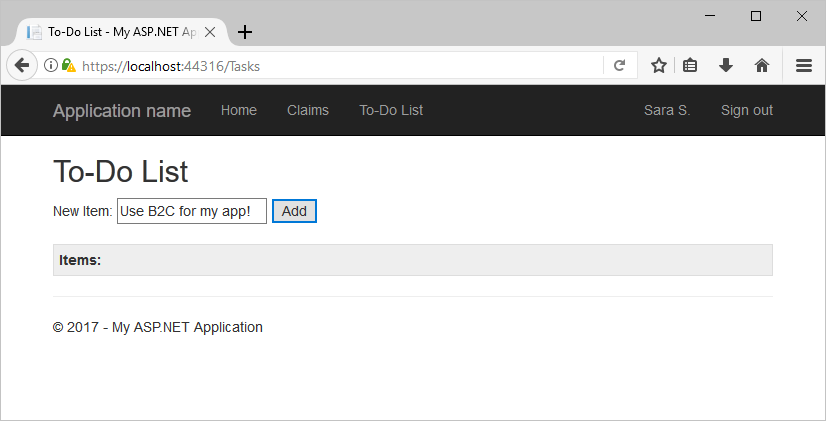 To-Do List - My ASP.NET Ap
https://localhost:44316/Tasks
Application name Home Claims To-Do List Sara S. Sign out
To-Do List
New Item: Use B2C for my app! Add
Items:
© 2017 - My ASP.NET Application